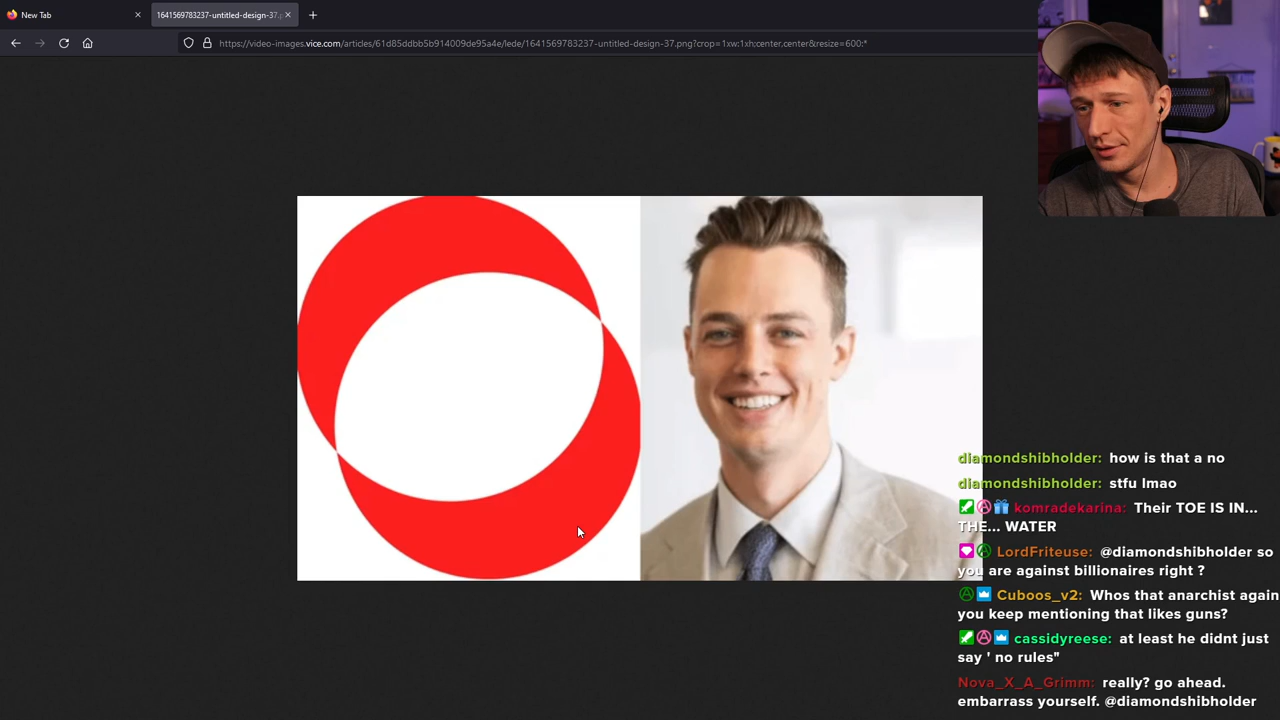 New Tab
1641569783237-untitled-design-37.p
https://video-images.vice.com/articles/61d85ddbb5b914009de95a4e/lede/1641569783237-untitled-design-37.png?crop=1xw:1xh;center,center&resize=600:*
diamondshibholder: how is that a no
diamondshibholder: stfu lmao
komradekarina: Their TOE IS IN...
THE... WATER
LordFriteuse: @diamondshibholder so
you are against billionaires right ?
Cuboos_v2: Whos that anarchist again
you keep mentioning that likes guns?
cassidyreese: at least he didnt just
say ' no rules"
Nova_X_A_Grimm: really? go ahead.
embarrass yourself. @diamondshibholder